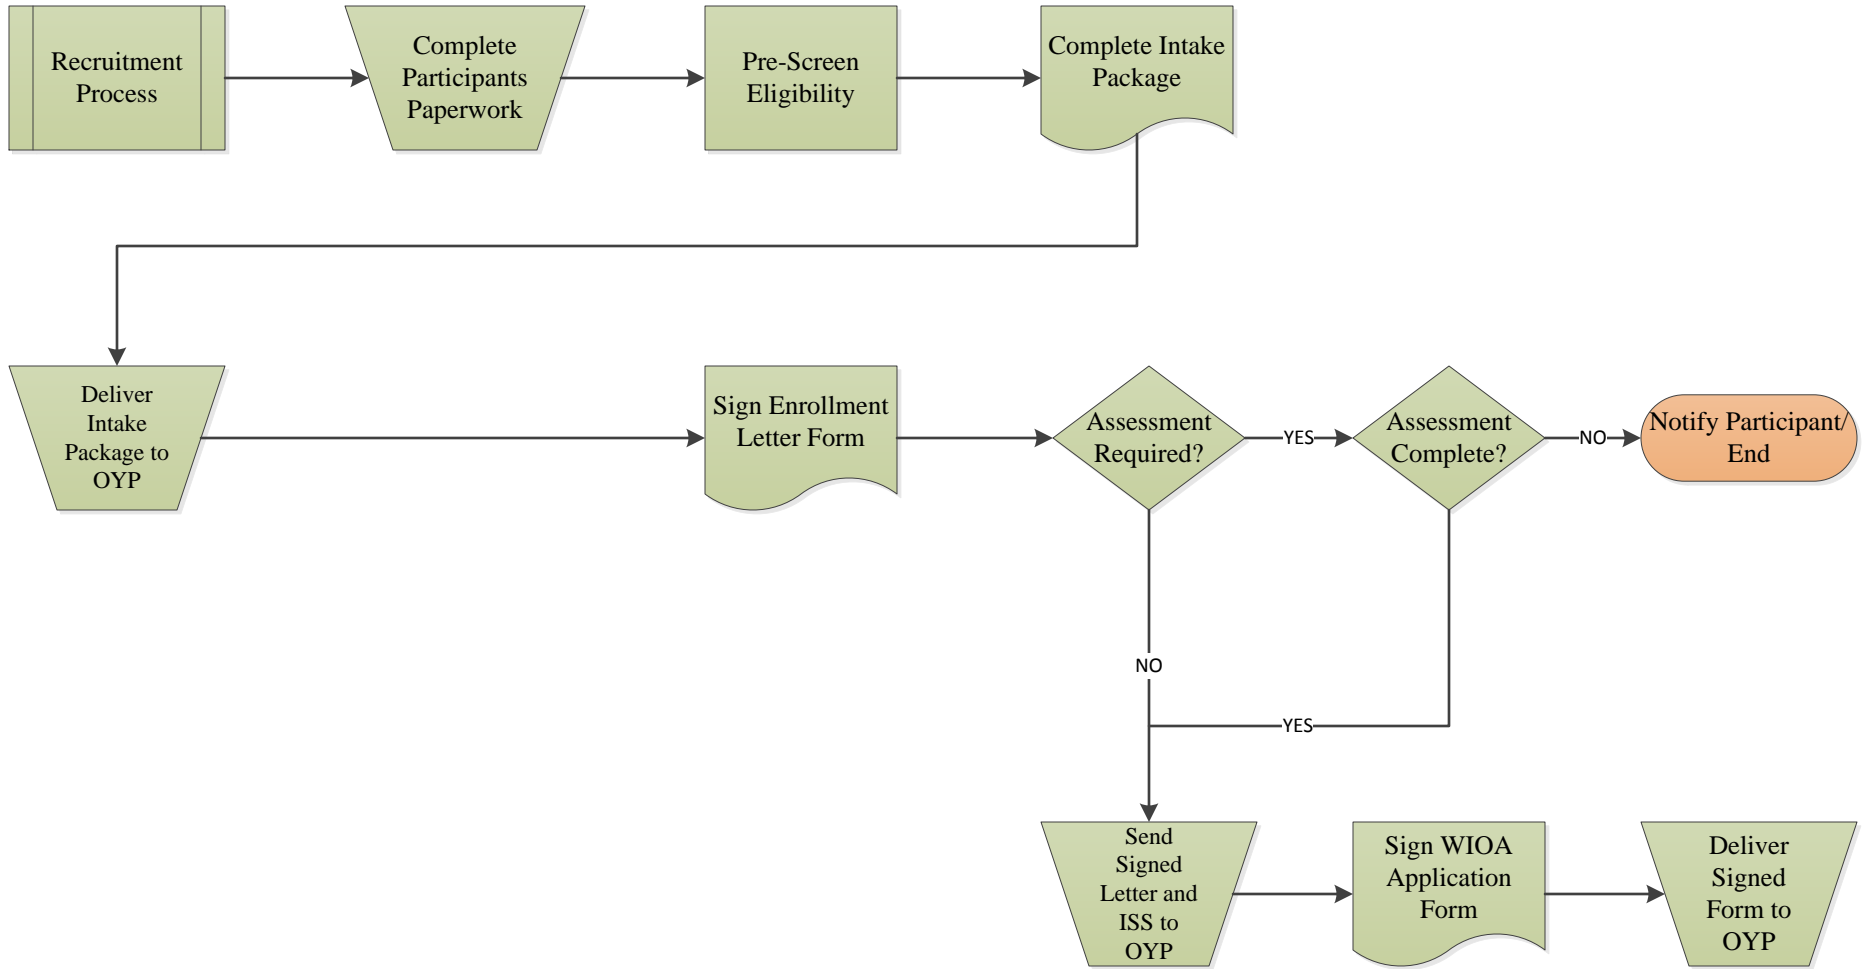 Recruitment
Process
Complete
Participants
Paperwork
Pre-Screen
Eligibility
Complete Intake
Package
Deliver
Intake
Package to
OYP
Sign Enrollment
Letter Form
Assessment
Required?
YES
Assessment
Complete?
NO
Notify Participant/
End
NO
YES
Send
Signed
Letter and
ISS to
OYP
Sign WIOA
Application
Form
Deliver
Signed
Form to
OYP